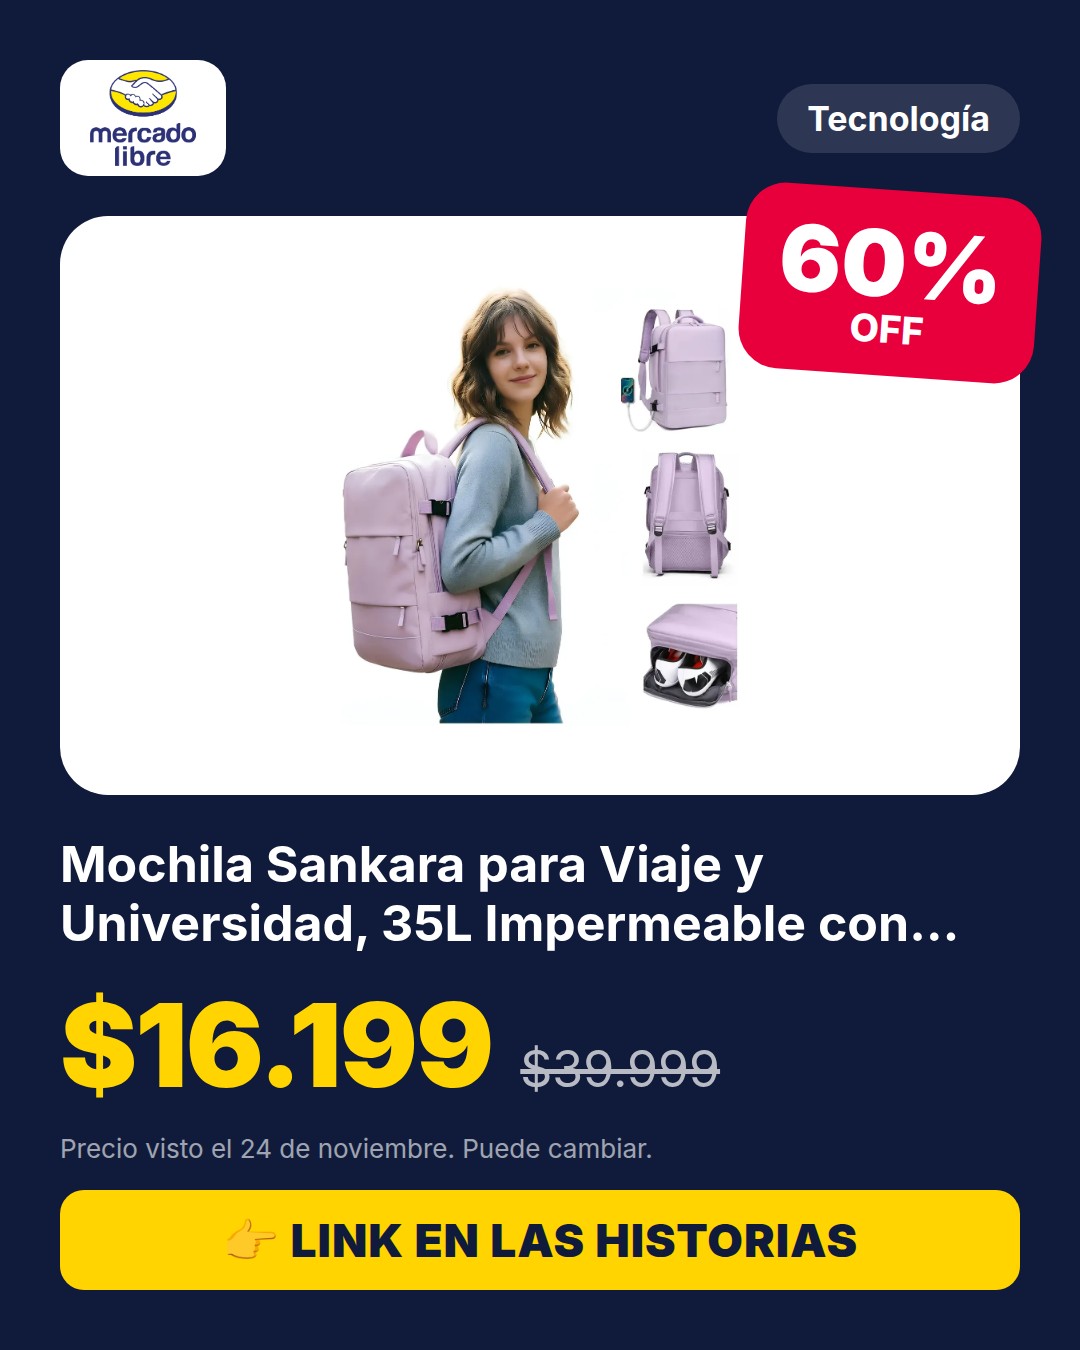 mercado
libre
Tecnología
60%
OFF
Mochila Sankara para Viaje y
Universidad, 35L Impermeable con...
$16.199 $39.999
Precio visto el 24 de noviembre. Puede cambiar.
👉 LINK EN LAS HISTORIAS